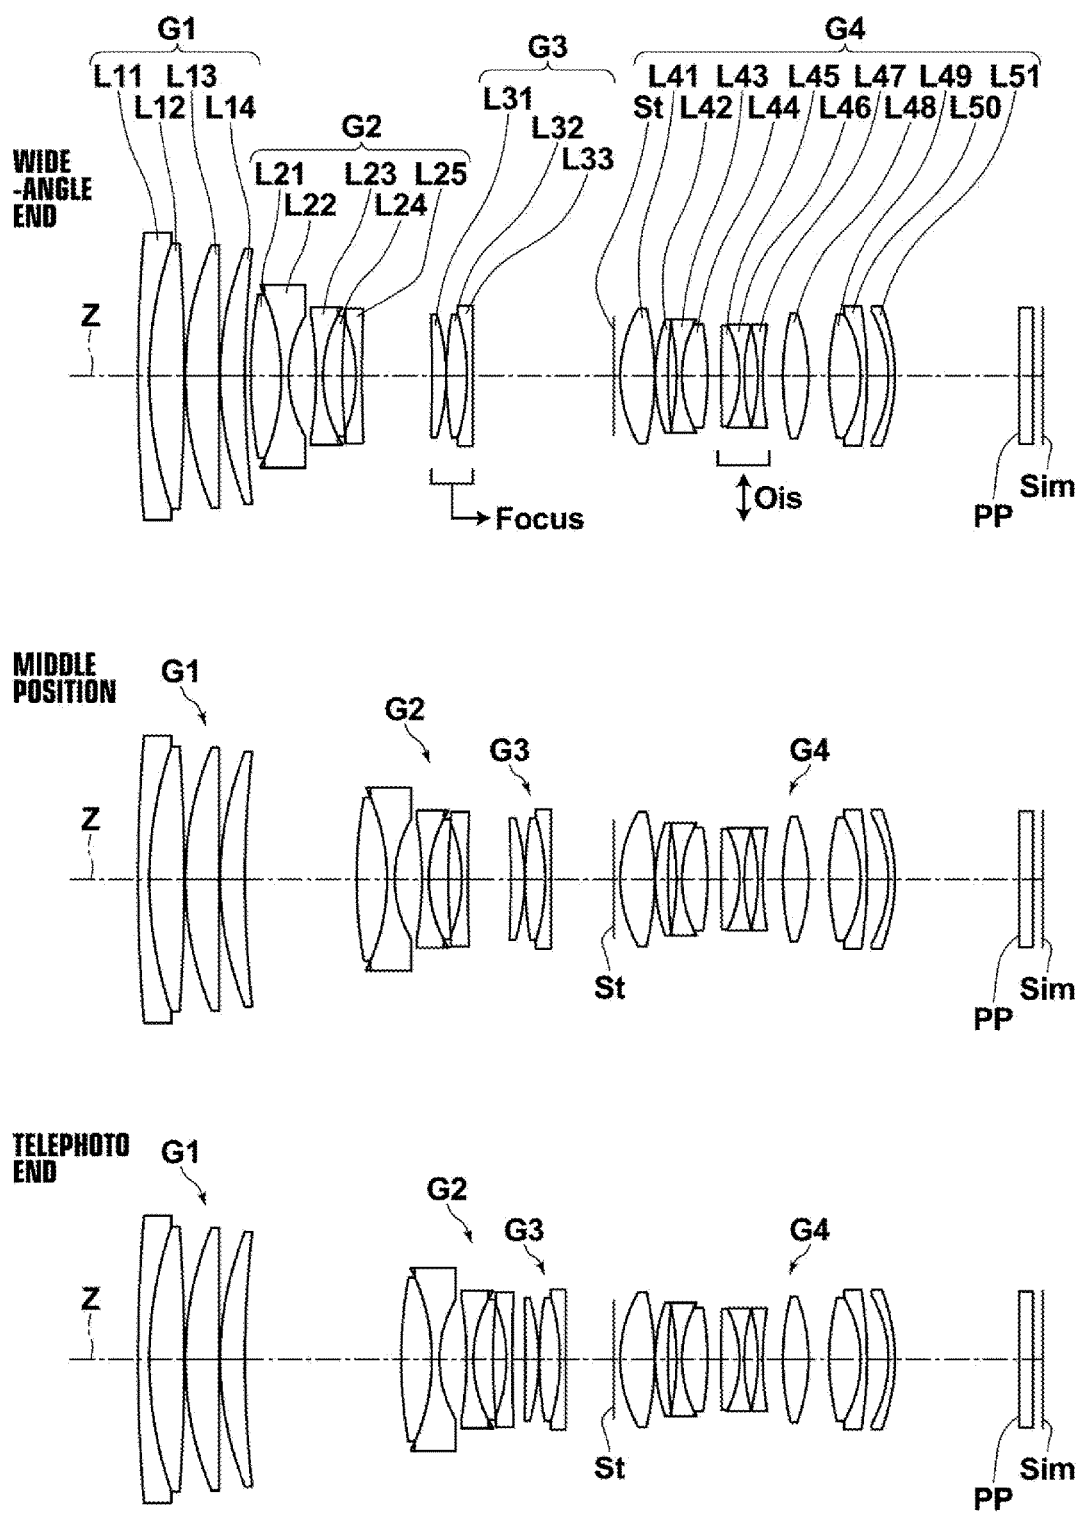 G1
G3
G4
L11 L13
L41 L43 L45 L47 L49 L51
L31
L12 L14
St L42 L44 L46 L48 L50
G2
L32
L33
WIDE
-ANGLE
END
L21 L23 L25
L22 L24
Z
Focus
Ois
Sim
PP
MIDDLE
POSITION
G1
G2
G3
G4
Z
St
Sim
PP
TELEPHOTO
END
G1
G2
G3
G4
Z
St
Sim
PP